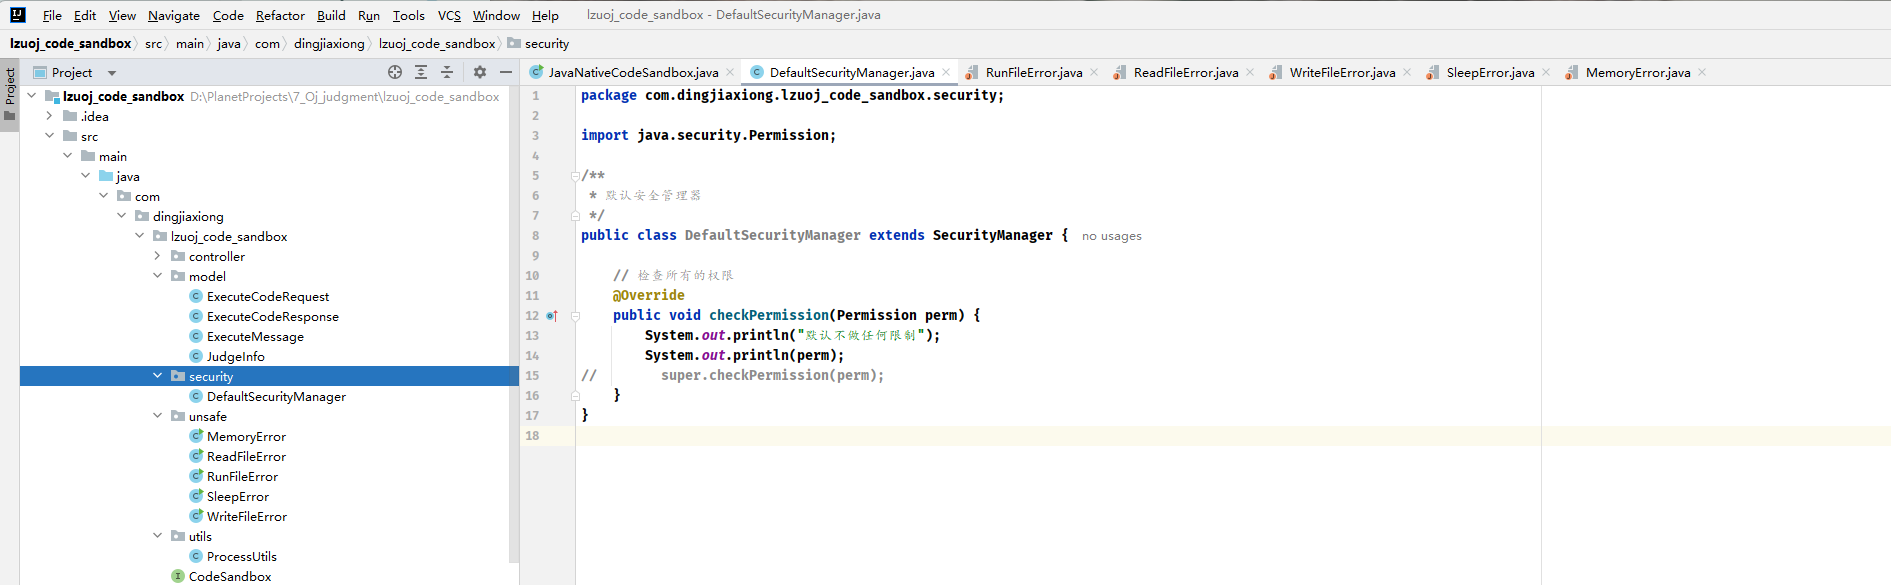 File Edit View Navigate Code Refactor Build Run Tools VCS Window Help lzuoj_code_sandbox - DefaultSecurityManager.java
lzuoj_code_sandbox src main java com dingjiaxiong lzuoj_code_sandbox security
Project
Project
JavaNativeCodeSandbox.java DefaultSecurityManager.java RunFileError.java ReadFileError.java WriteFileError.java SleepError.java MemoryError.java
lzuoj_code_sandbox D:\PlanetProjects\7_Oj_judgment\lzuoj_code_sandbox
.idea
src
main
java
com
dingjiaxiong
lzuoj_code_sandbox
controller
model
ExecuteCodeRequest
ExecuteCodeResponse
ExecuteMessage
JudgeInfo
security
DefaultSecurityManager
unsafe
MemoryError
ReadFileError
RunFileError
SleepError
WriteFileError
utils
ProcessUtils
CodeSandbox
1 package com.dingjiaxiong.lzuoj_code_sandbox.security;
2
3 import java.security.Permission;
4
5 /**
6 * 默认安全管理器
7 */
8 public class DefaultSecurityManager extends SecurityManager { no usages
9
10 // 检查所有的权限
11 @Override
12 public void checkPermission(Permission perm) {
13 System.out.println("默认不做任何限制");
14 System.out.println(perm);
15 // super.checkPermission(perm);
16 }
17 }
18